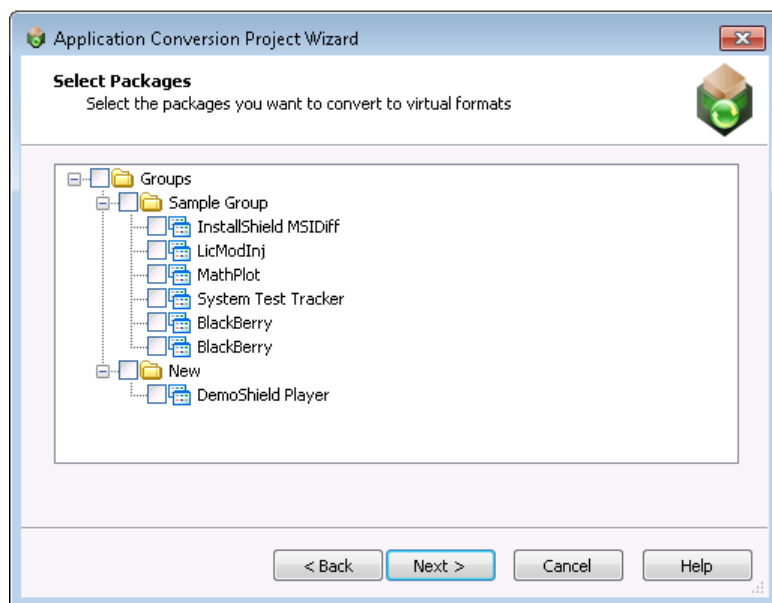 Application Conversion Project Wizard
Select Packages
Select the packages you want to convert to virtual formats
Groups
Sample Group
InstallShield MSIDiff
LicModInj
MathPlot
System Test Tracker
BlackBerry
BlackBerry
New
DemoShield Player
< Back Next > Cancel Help